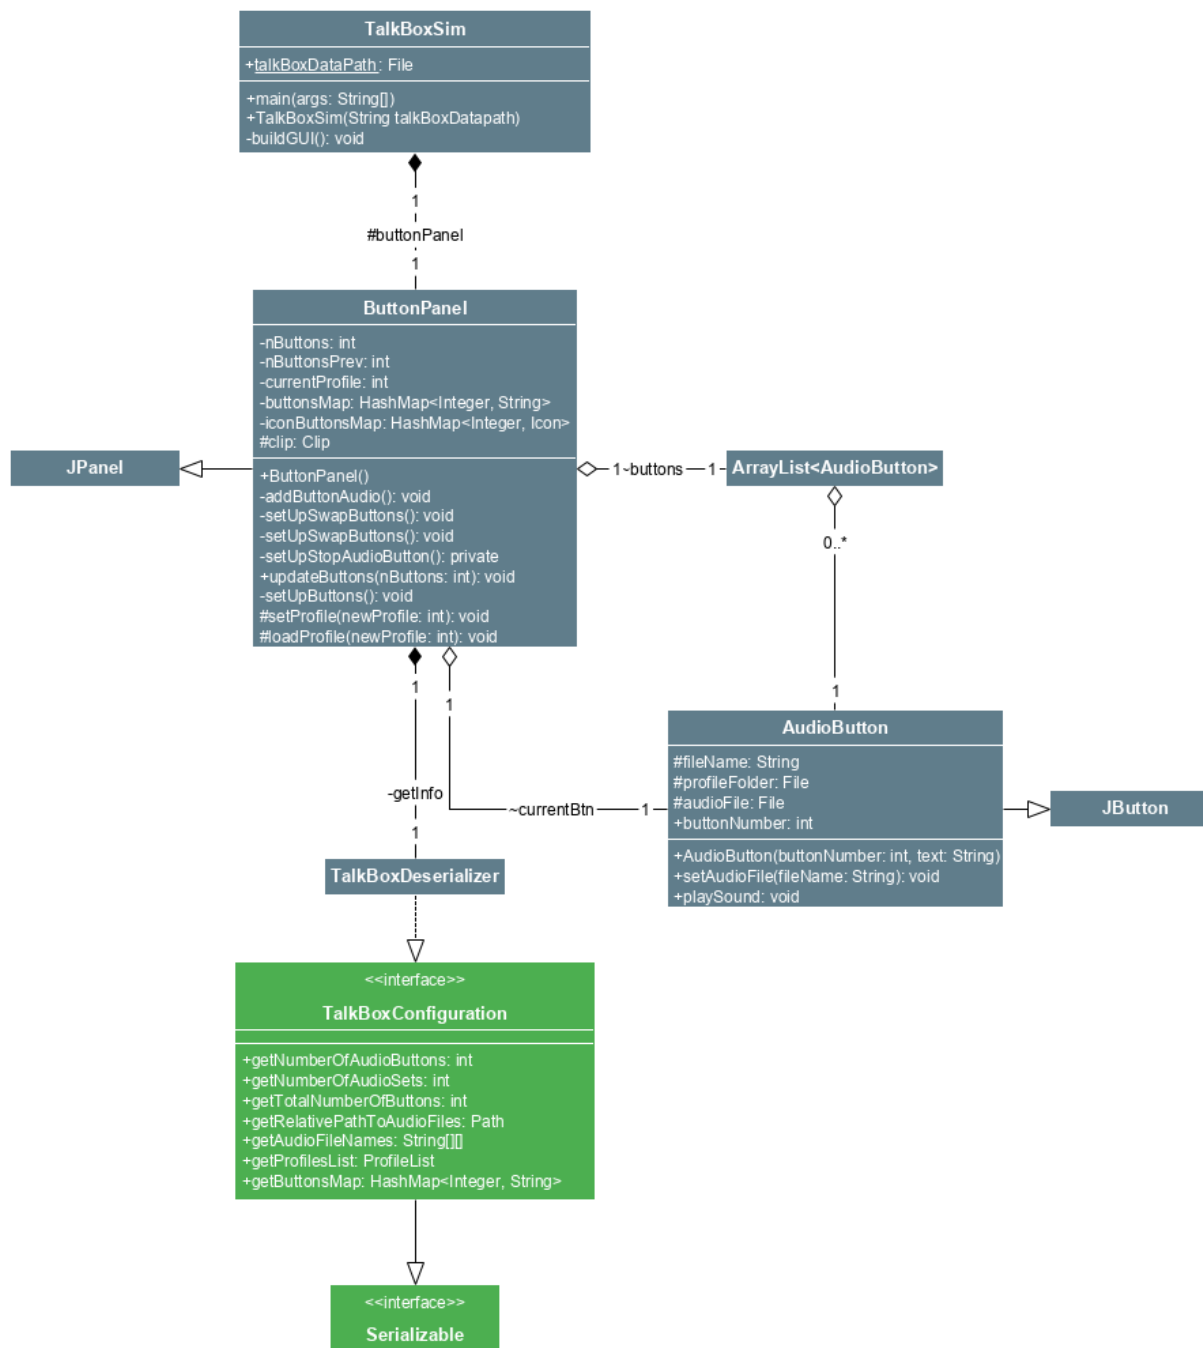 TalkBoxSim
+talkBoxDataPath: File
+main(args: String[])
+TalkBoxSim(String talkBoxDatapath)
-buildGUI(): void
1
#buttonPanel
1
ButtonPanel
-nButtons: int
-nButtonsPrev: int
-currentProfile: int
-buttonsMap: HashMap<Integer, String>
-iconButtonsMap: HashMap<Integer, Icon>
#clip: Clip
+ButtonPanel()
-addButtonAudio(): void
-setUpSwapButtons(): void
-setUpSwapButtons(): void
-setUpStopAudioButton(): private
+updateButtons(nButtons: int): void
-setUpButtons(): void
#setProfile(newProfile: int): void
#loadProfile(newProfile: int): void
JPanel
1 ~buttons 1
ArrayList<AudioButton>
0..*
1
1
1
-getInfo
1
~currentBtn 1
AudioButton
#fileName: String
#profileFolder: File
#audioFile: File
+buttonNumber: int
+AudioButton(buttonNumber: int, text: String)
+setAudioFile(fileName: String): void
+playSound: void
JButton
TalkBoxDeserializer
<<interface>>
TalkBoxConfiguration
+getNumberOfAudioButtons: int
+getNumberOfAudioSets: int
+getTotalNumberOfButtons: int
+getRelativePathToAudioFiles: Path
+getAudioFileNames: String[][]
+getProfilesList: ProfileList
+getButtonsMap: HashMap<Integer, String>
<<interface>>
Serializable